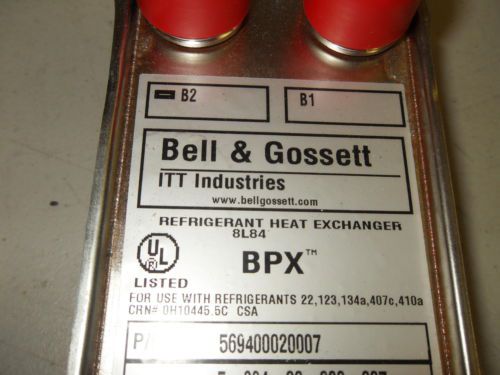 B2
B1
Bell & Gossett
ITT Industries
www.bellgossett.com
REFRIGERANT HEAT EXCHANGER
8L84
UL
R
BPX™
LISTED
FOR USE WITH REFRIGERANTS 22,123,134a,407c,410a
CRN# 0H10445.5C CSA
569400020007